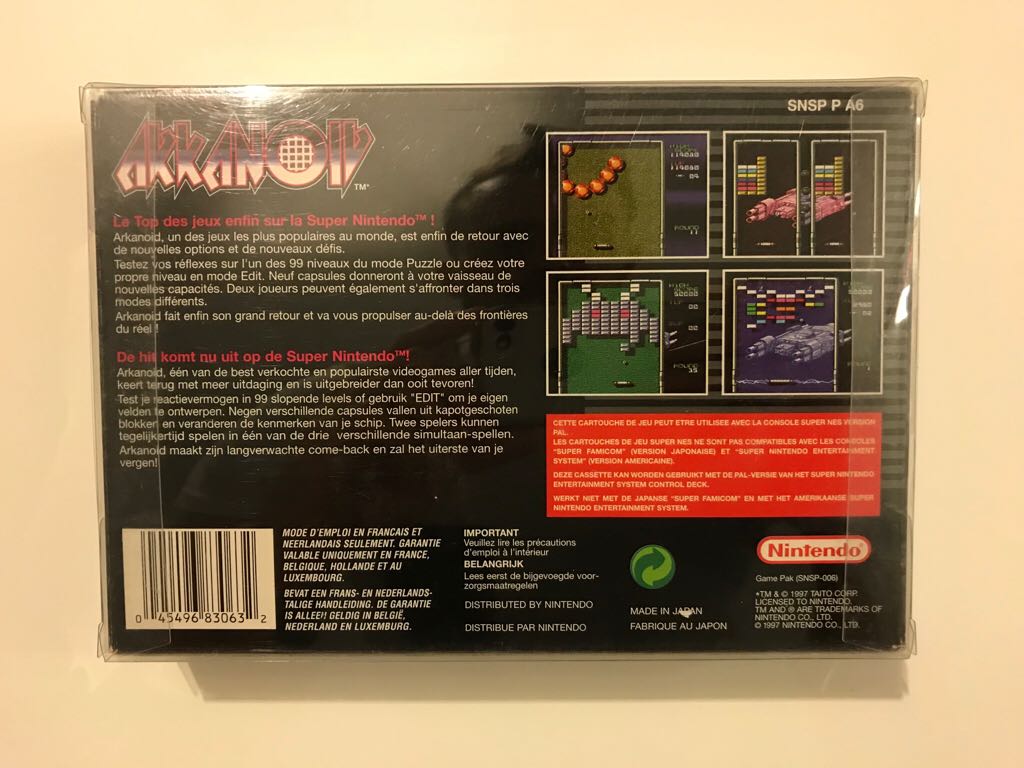 SNSP P A6
ARKANOID™
Le Top des jeux enfin sur la Super Nintendo™ !
Arkanoid, un des jeux les plus populaires au monde, est enfin de retour avec
de nouvelles options et de nouveaux défis.
Testez vos réflexes sur l'un des 99 niveaux du mode Puzzle ou créez votre
propre niveau en mode Edit. Neuf capsules donneront à votre vaisseau de
nouvelles capacités. Deux joueurs peuvent également s'affronter dans trois
modes différents.
Arkanoid fait enfin son grand retour et va vous propulser au-delà des frontières
du réel !
De hit komt nu uit op de Super Nintendo™!
Arkanoid, één van de best verkochte en populairste videogames aller tijden,
keert terug met meer uitdaging en is uitgebreider dan ooit tevoren!
Test je reactievermogen in 99 slopende levels of gebruik "EDIT" om je eigen
velden te ontwerpen. Negen verschillende capsules vallen uit kapotgeschoten
blokken en veranderen de kenmerken van je schip. Twee spelers kunnen
tegelijkertijd spelen in één van de drie verschillende simultaan-spellen.
Arkanoid maakt zijn langverwachte come-back en zal het uiterste van je
vergen!
ROUND
11
ROUND
35
ROUND
1
CETTE CARTOUCHE DE JEU PEUT ETRE UTILISEE AVEC LA CONSOLE SUPER NES VERSION
PAL.
LES CARTOUCHES DE JEU SUPER NES NE SONT PAS COMPATIBLES AVEC LES CONSOLES
"SUPER FAMICOM" (VERSION JAPONAISE) ET "SUPER NINTENDO ENTERTAINMENT
SYSTEM" (VERSION AMERICAINE).
DEZE CASSETTE KAN WORDEN GEBRUIKT MET DE PAL-VERSIE VAN HET SUPER NINTENDO
ENTERTAINMENT SYSTEM CONTROL DECK.
WERKT NIET MET DE JAPANSE "SUPER FAMICOM" EN MET HET AMERIKAANSE SUPER
NINTENDO ENTERTAINMENT SYSTEM.
0 45496 83063 2
MODE D'EMPLOI EN FRANCAIS ET
NEERLANDAIS SEULEMENT. GARANTIE
VALABLE UNIQUEMENT EN FRANCE,
BELGIQUE, HOLLANDE ET AU
LUXEMBOURG.
BEVAT EEN FRANS- EN NEDERLANDS-
TALIGE HANDLEIDING. DE GARANTIE
IS ALLEE!! GELDIG IN BELGIË,
NEDERLAND EN LUXEMBURG.
IMPORTANT
Veuillez lire les précautions
d'emploi à l'intérieur
BELANGRIJK
Lees eerst de bijgevoegde voor-
zorgsmaatregelen
DISTRIBUTED BY NINTENDO
DISTRIBUE PAR NINTENDO
MADE IN JAPAN
FABRIQUE AU JAPON
Nintendo®
Game Pak (SNSP-006)
*TM & © 1997 TAITO CORP.
LICENSED TO NINTENDO.
TM AND ® ARE TRADEMARKS OF
NINTENDO CO., LTD.
© 1997 NINTENDO CO., LTD.